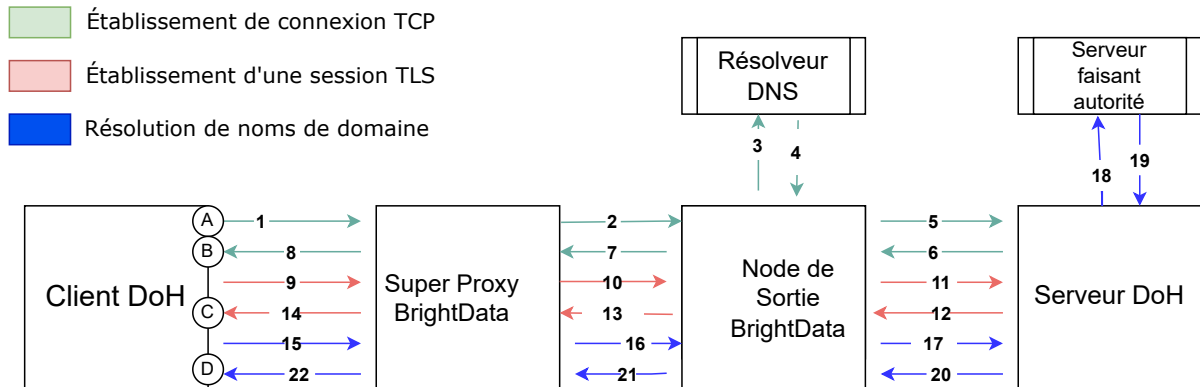 Établissement de connexion TCP
Établissement d'une session TLS
Résolution de noms de domaine
Résolveur
DNS
Serveur
faisant
autorité
3
4
18
19
Client DoH
A
B
C
D
Super Proxy
BrightData
Node de
Sortie
BrightData
Serveur DoH
1
2
5
8
7
6
9
10
11
14
13
12
15
16
17
22
21
20